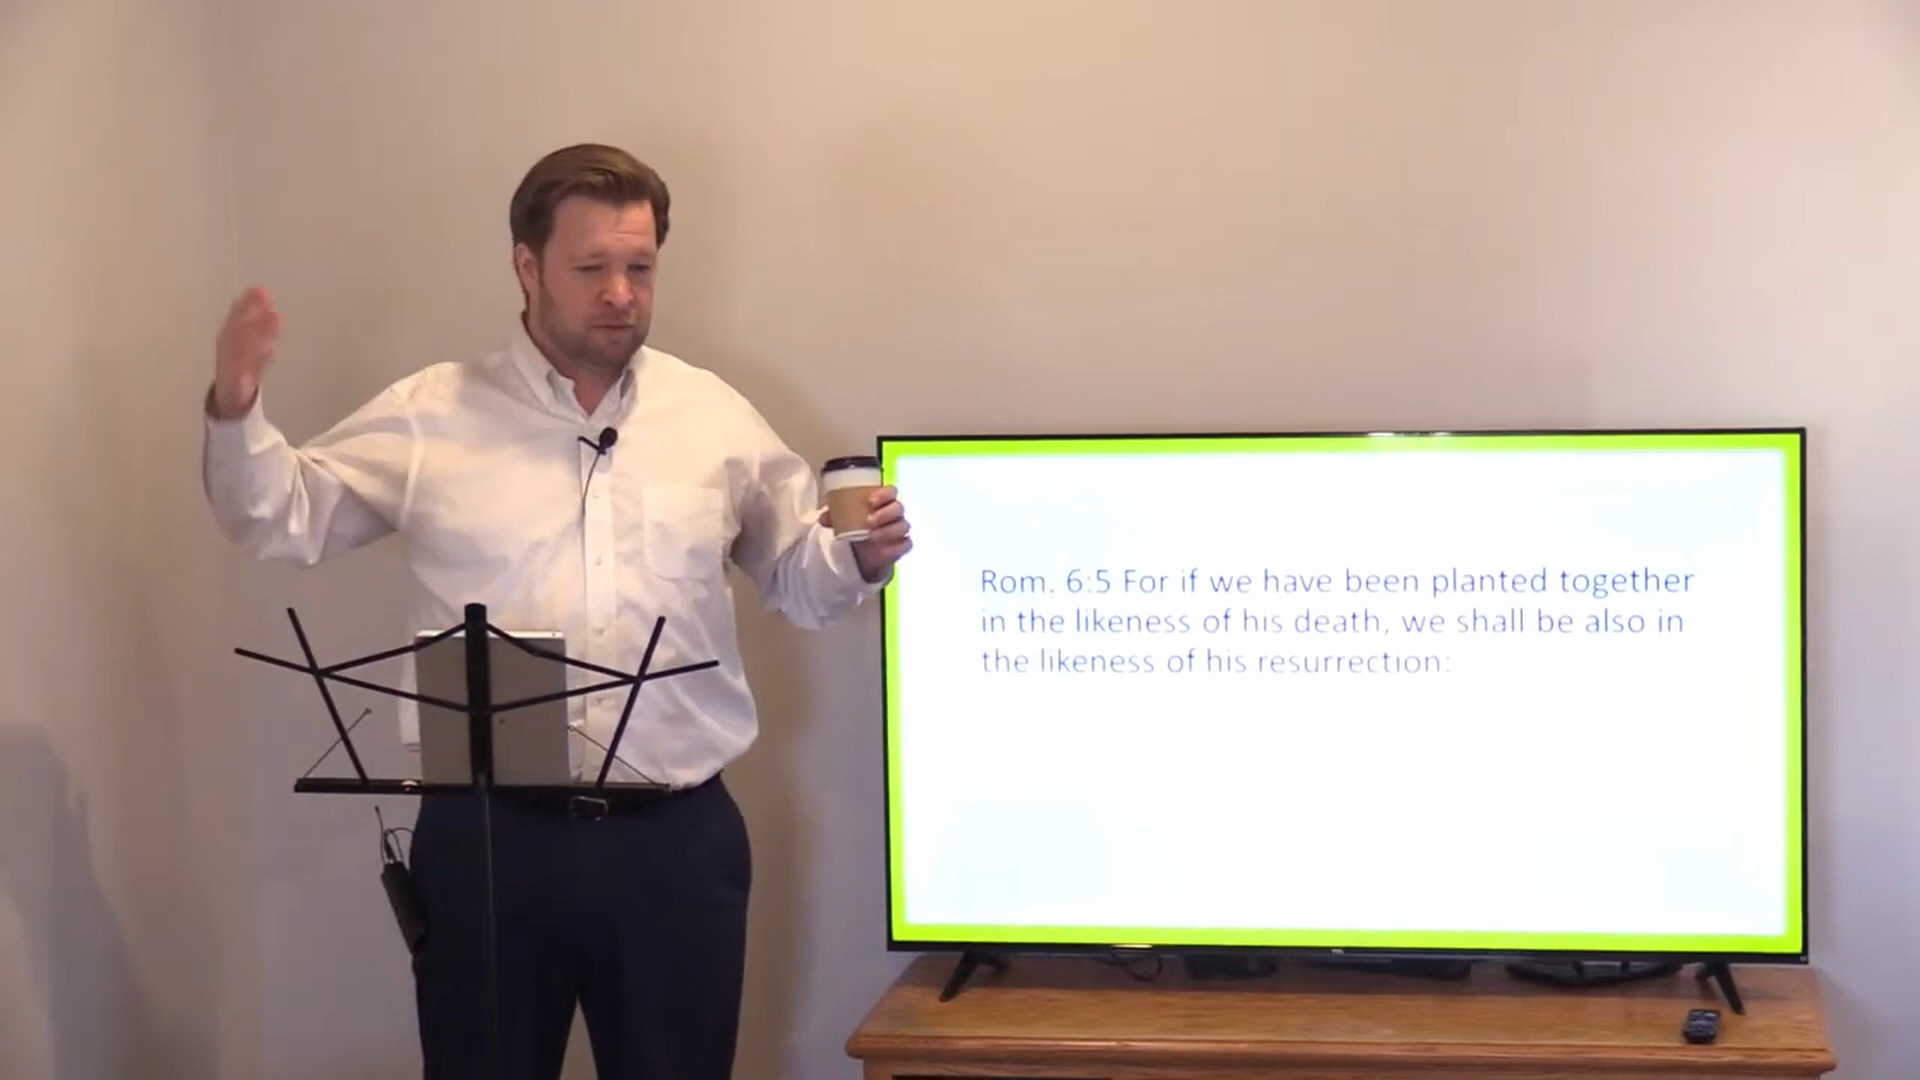 Rom. 6:5 For if we have been planted together
in the likeness of his death, we shall be also in
the likeness of his resurrection: